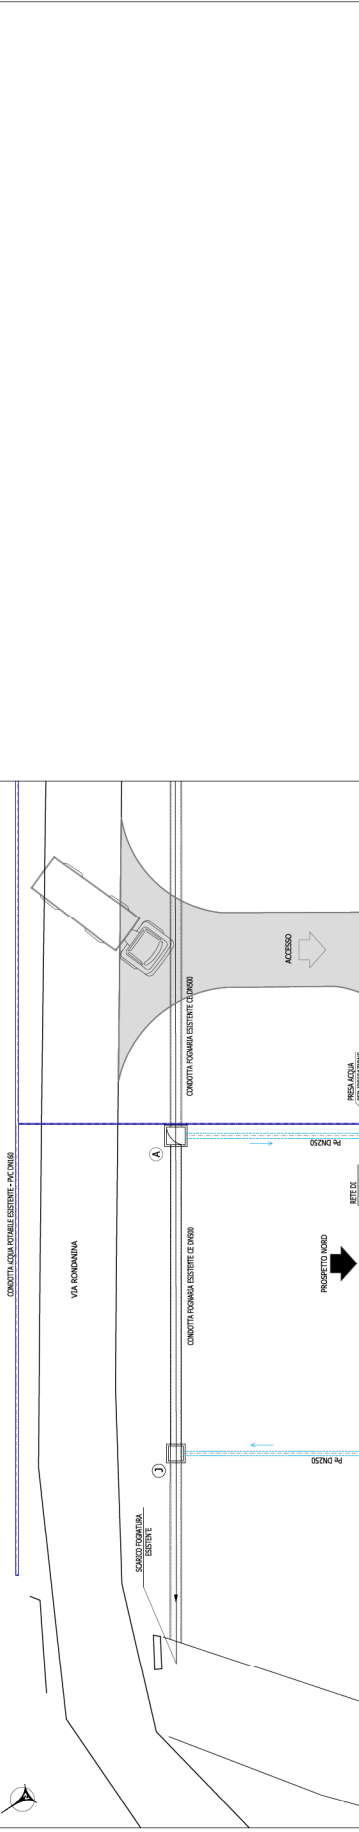 CONDOTTA ACQUA POTABILE ESISTENTE - PVC DN160
VIA RONDANINA
CONDOTTA FOGNARIA ESISTENTE CE DN500
ACCESSO
PRESA ACQUA
A
Pe DN250
RETE DI
PROSPETTO NORD
CONDOTTA FOGNARIA ESISTENTE CE DN500
J
Pe DN250
SCARICO FOGNATURA
ESISTENTE
N